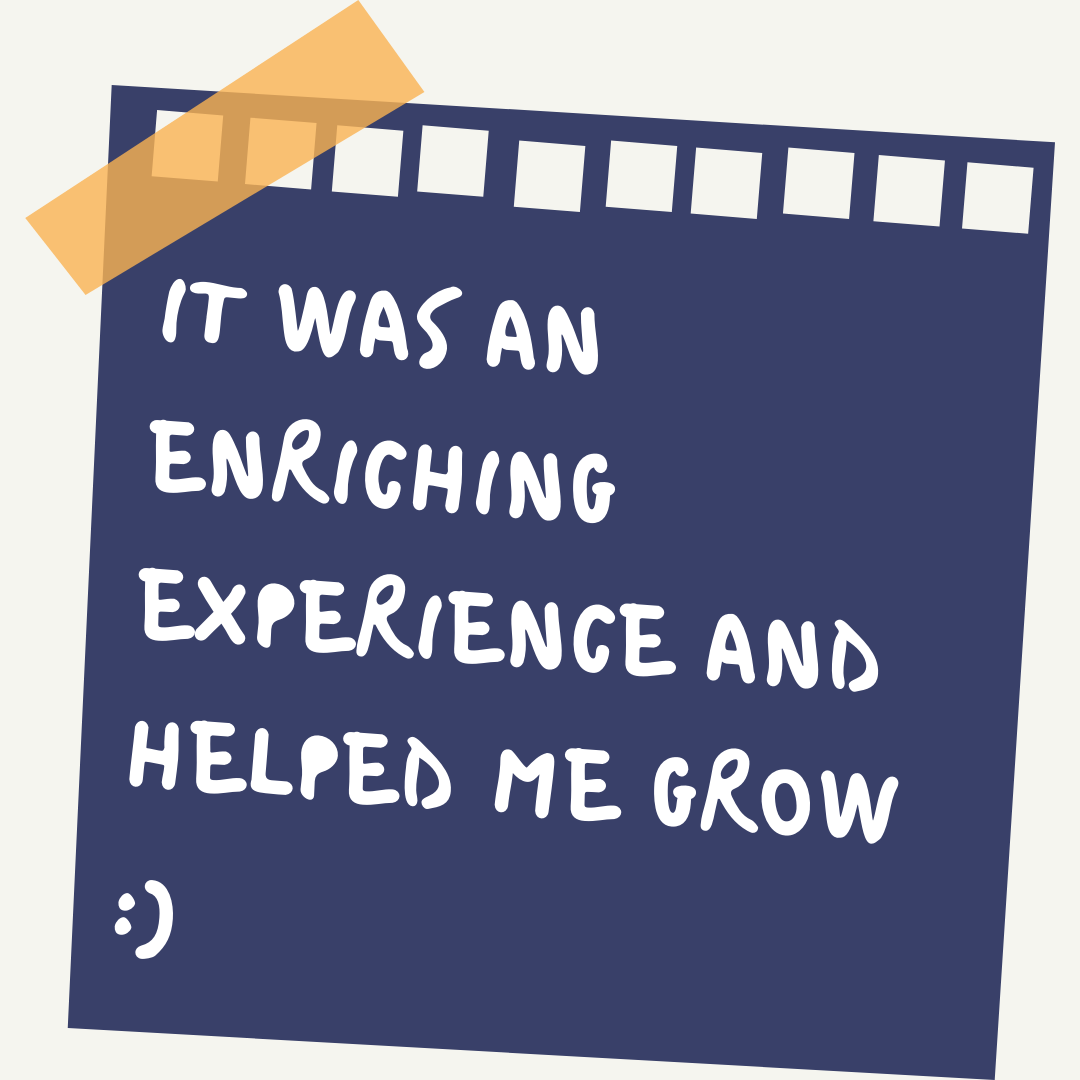 IT WAS AN
ENRICHING
EXPERIENCE AND
HELPED ME GROW
:)